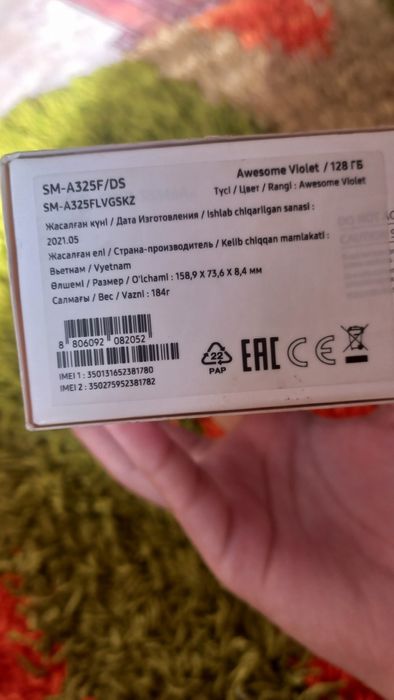 SM-A325F/DS
SM-A325FLVGSKZ
Awesome Violet / 128 ГБ
Түсі / Цвет / Rangi : Awesome Violet
Жасалған күні / Дата Изготовления / Ishlab chiqarilgan sanasi :
2021.05
Жасалған елі / Страна-производитель / Kelib chiqqan mamlakati :
Вьетнам / Vyetnam
Өлшемі / Размер / O'lchami : 158,9 X 73,6 X 8,4 мм
Салмағы / Вес / Vazni : 184г
8 806092 082052
IMEI 1 : 350131652381780
IMEI 2 : 350275952381782
22
PAP
EAC
CE